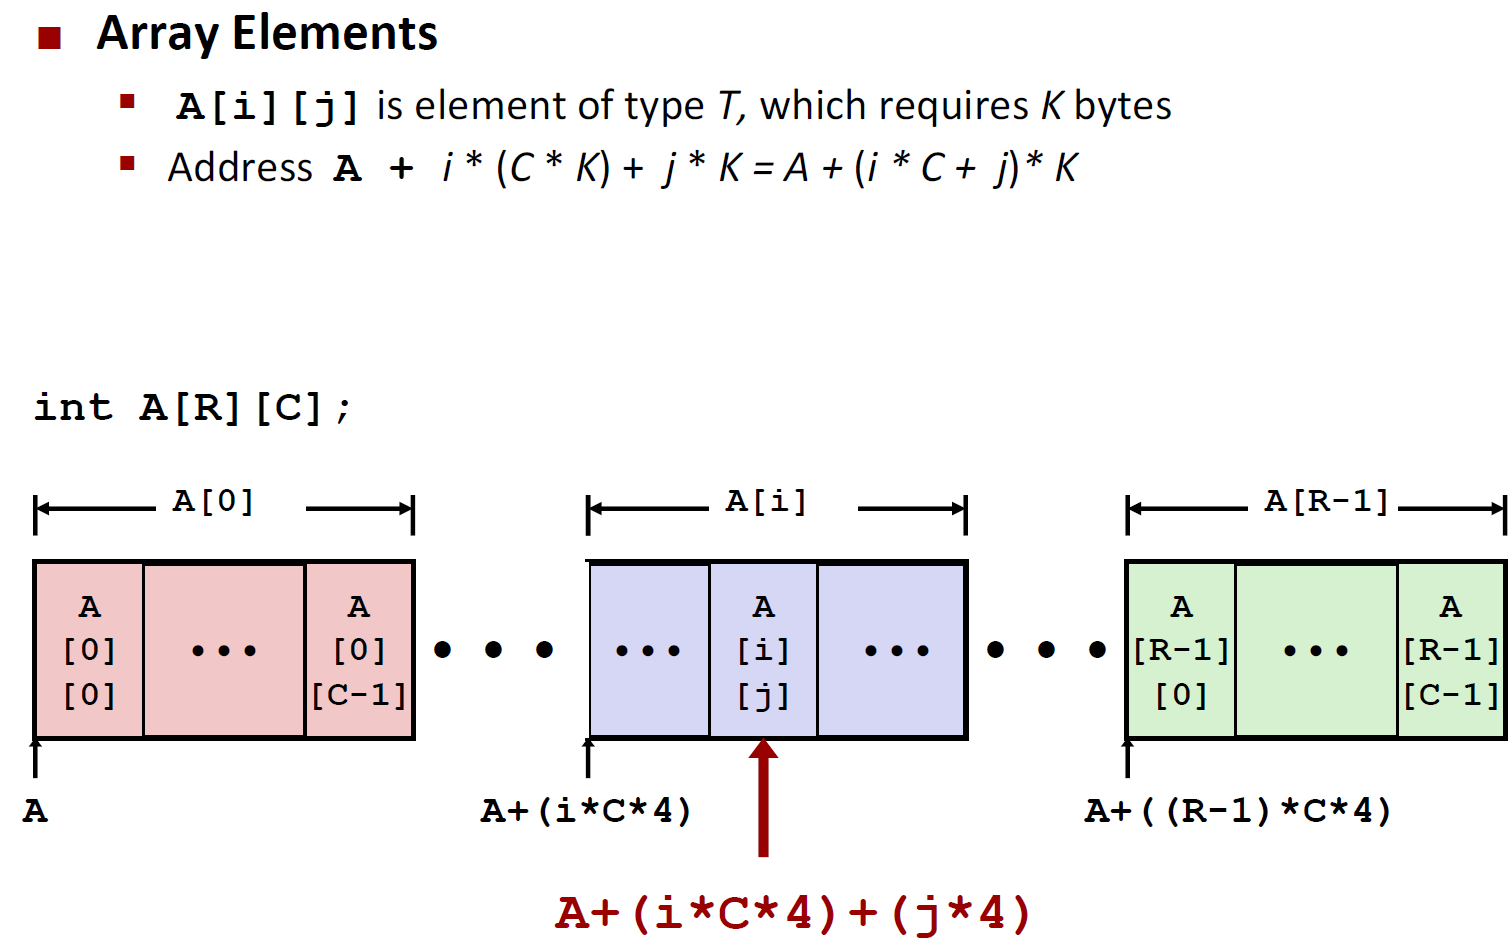 Array Elements
A[i][j] is element of type T, which requires K bytes
Address A + i * (C * K) + j * K = A + (i * C + j)* K
int A[R][C];
A[0] A[i] A[R-1]
A A A A A
[0] ••• [0] • • • ••• [i] ••• • • • [R-1] ••• [R-1]
[0] [C-1] [j] [0] [C-1]
A A+(i*C*4) A+((R-1)*C*4)
A+(i*C*4)+(j*4)